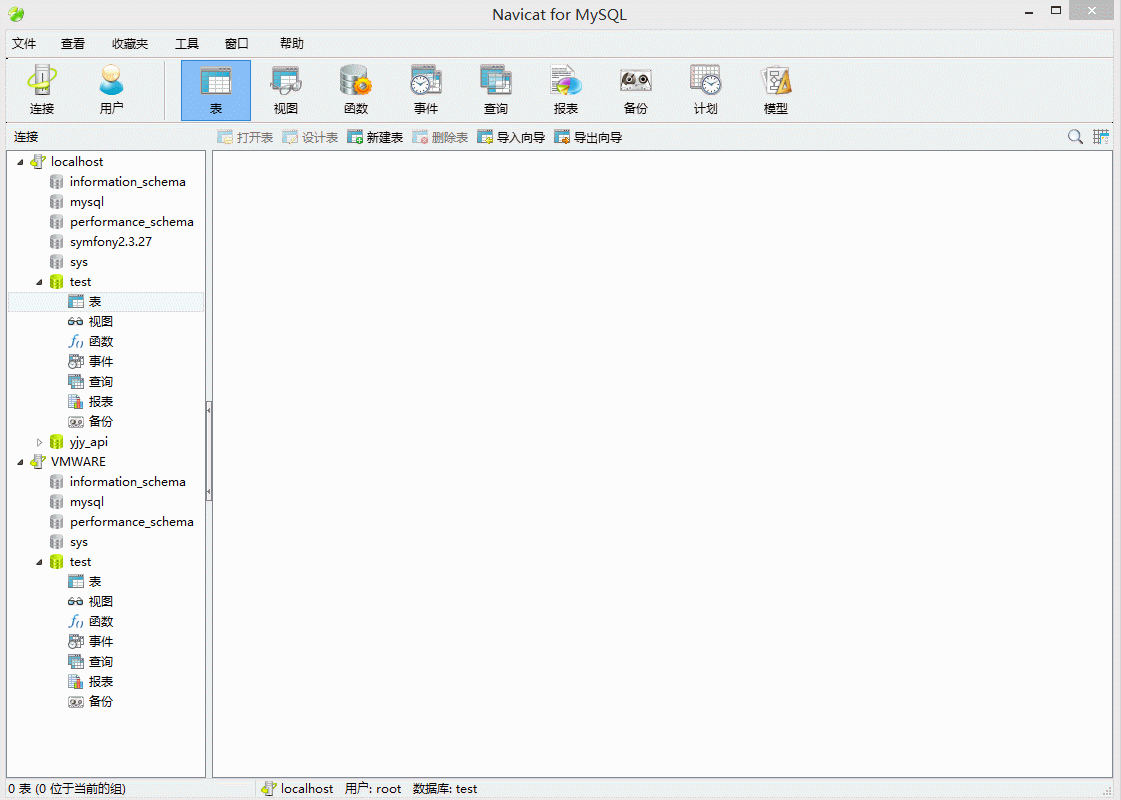 Navicat for MySQL
文件 查看 收藏夹 工具 窗口 帮助
连接 用户 表 视图 函数 事件 查询 报表 备份 计划 模型
连接 打开表 设计表 新建表 删除表 导入向导 导出向导
localhost
information_schema
mysql
performance_schema
symfony2.3.27
sys
test
表
视图
函数
事件
查询
报表
备份
yjy_api
VMWARE
information_schema
mysql
performance_schema
sys
test
表
视图
函数
事件
查询
报表
备份
0 表 (0 位于当前的组) localhost 用户: root 数据库: test